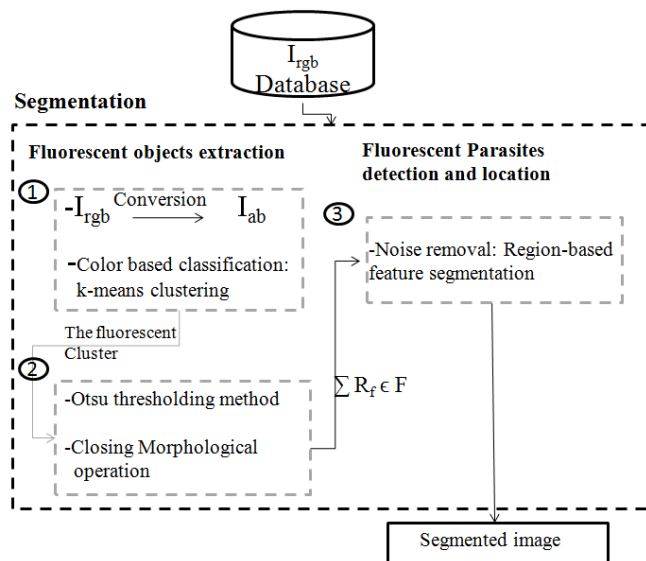 I_rgb
Database
Segmentation
Fluorescent objects extraction
1
-I_rgb Conversion I_ab
-Color based classification:
k-means clustering
The fluorescent
Cluster
2
-Otsu thresholding method
-Closing Morphological
operation
∑ R_f ϵ F
Fluorescent Parasites
detection and location
3
-Noise removal: Region-based
feature segmentation
Segmented image